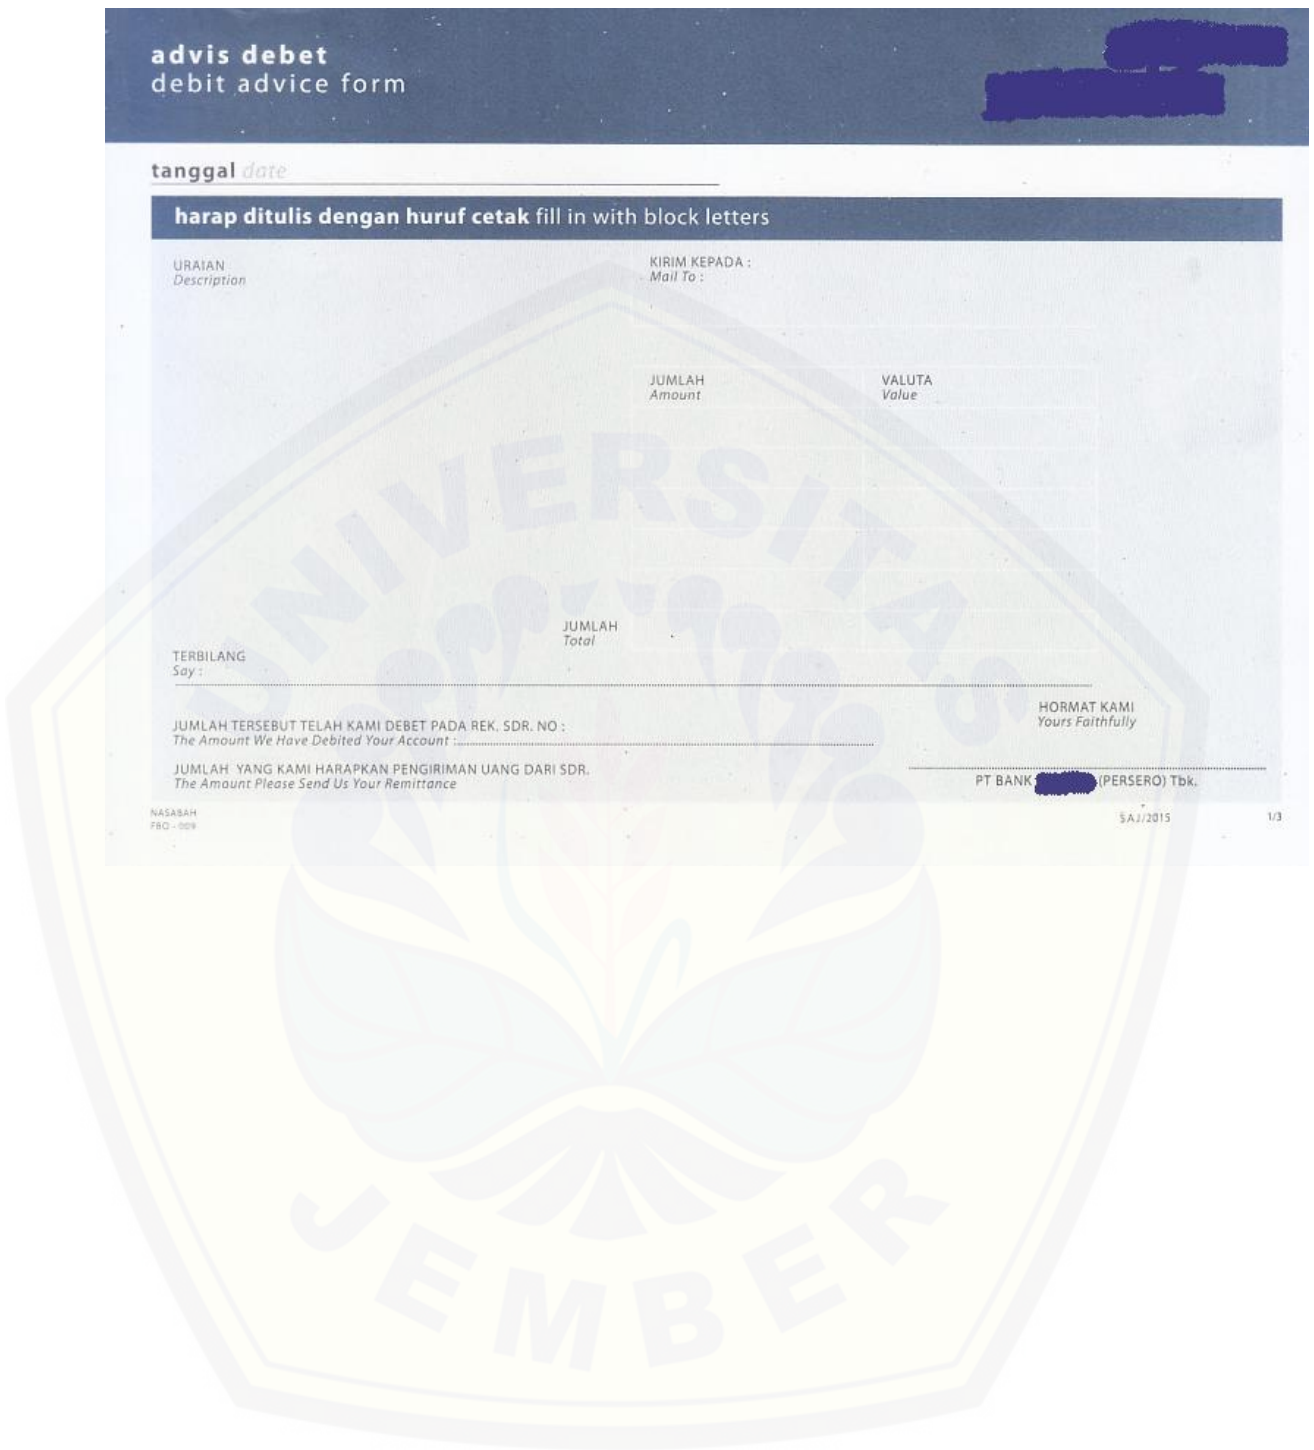 advis debet
debit advice form
tanggal date
harap ditulis dengan huruf cetak fill in with block letters
URAIAN
Description
KIRIM KEPADA :
Mail To :
JUMLAH
Amount
VALUTA
Value
UNIVERSITAS
JUMLAH
Total
TERBILANG
Say :
HORMAT KAMI
Yours Faithfully
JUMLAH TERSEBUT TELAH KAMI DEBET PADA REK. SDR. NO :
The Amount We Have Debited Your Account :
JUMLAH YANG KAMI HARAPKAN PENGIRIMAN UANG DARI SDR.
The Amount Please Send Us Your Remittance
PT BANK (PERSERO) Tbk.
NASABAH
FBO - 009
SAJ/2015
1/3
JEMBER